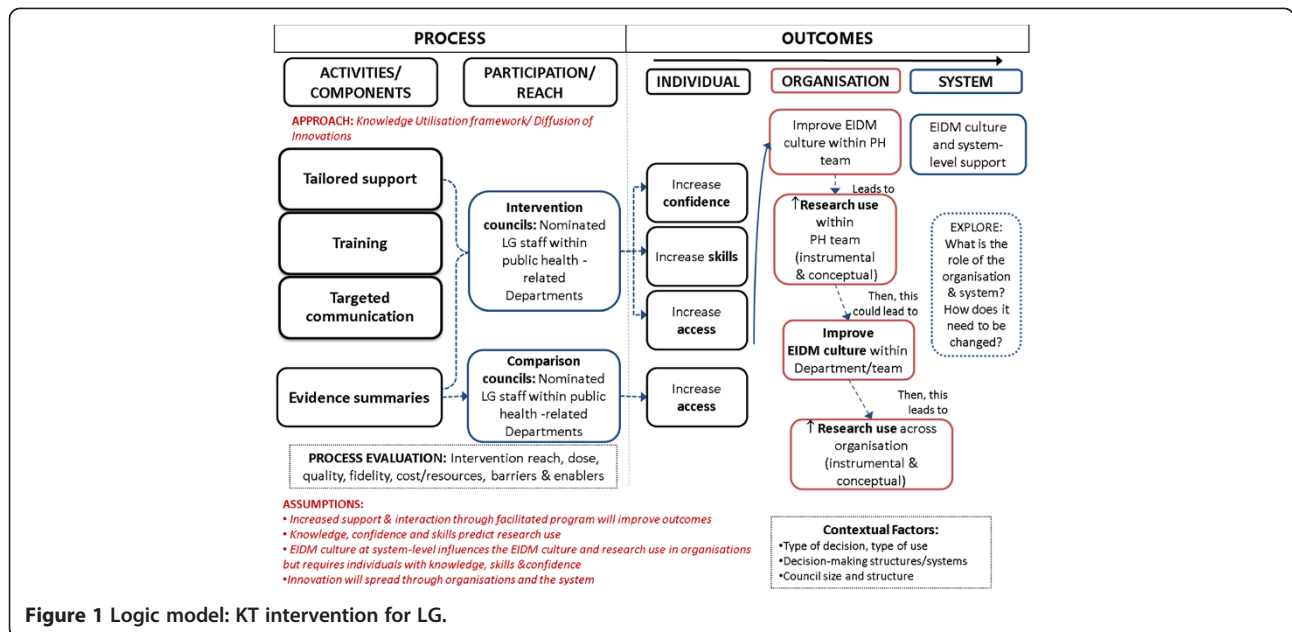 PROCESS
OUTCOMES
ACTIVITIES/
COMPONENTS
PARTICIPATION/
REACH
INDIVIDUAL
ORGANISATION
SYSTEM
APPROACH: Knowledge Utilisation framework/ Diffusion of
Innovations
Tailored support
Training
Targeted communication
Evidence summaries
Intervention
councils: Nominated
LG staff within
public health -
related
Departments
Comparison
councils: Nominated
LG staff within public
health -related
Departments
Increase
confidence
Increase skills
Increase
access
Increase
access
Improve EIDM
culture within PH
team
Leads to
↑Research use
within
PH team
(instrumental
& conceptual)
Then, this
could lead to
Improve
EIDM culture within
Department/team
Then, this
leads to
↑ Research use across
organisation
(instrumental &
conceptual)
EIDM culture
and system-
level support
EXPLORE:
What is the
role of the
organisation
& system?
How does it
need to be
changed?
PROCESS EVALUATION: Intervention reach, dose,
quality, fidelity, cost/resources, barriers & enablers
ASSUMPTIONS:
• Increased support & interaction through facilitated program will improve outcomes
• Knowledge, confidence and skills predict research use
• EIDM culture at system-level influences the EIDM culture and research use in organisations
but requires individuals with knowledge, skills &confidence
•Innovation will spread through organisations and the system
Contextual Factors:
•Type of decision, type of use
•Decision-making structures/systems
•Council size and structure
Figure 1 Logic model: KT intervention for LG.